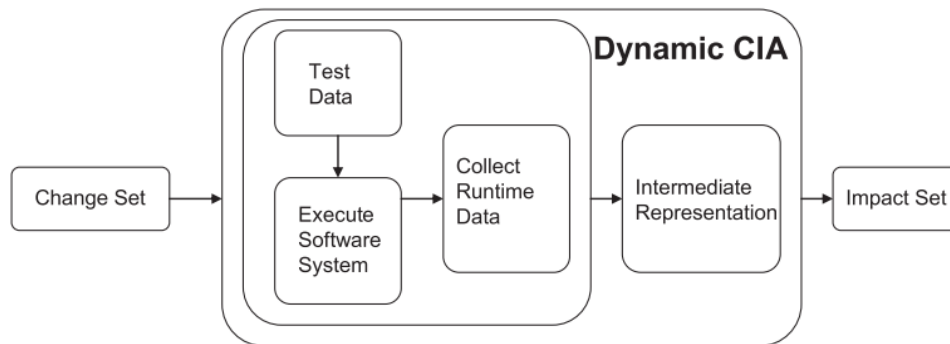 Dynamic CIA
Test
Data
Change Set
Execute
Software
System
Collect
Runtime
Data
Intermediate
Representation
Impact Set